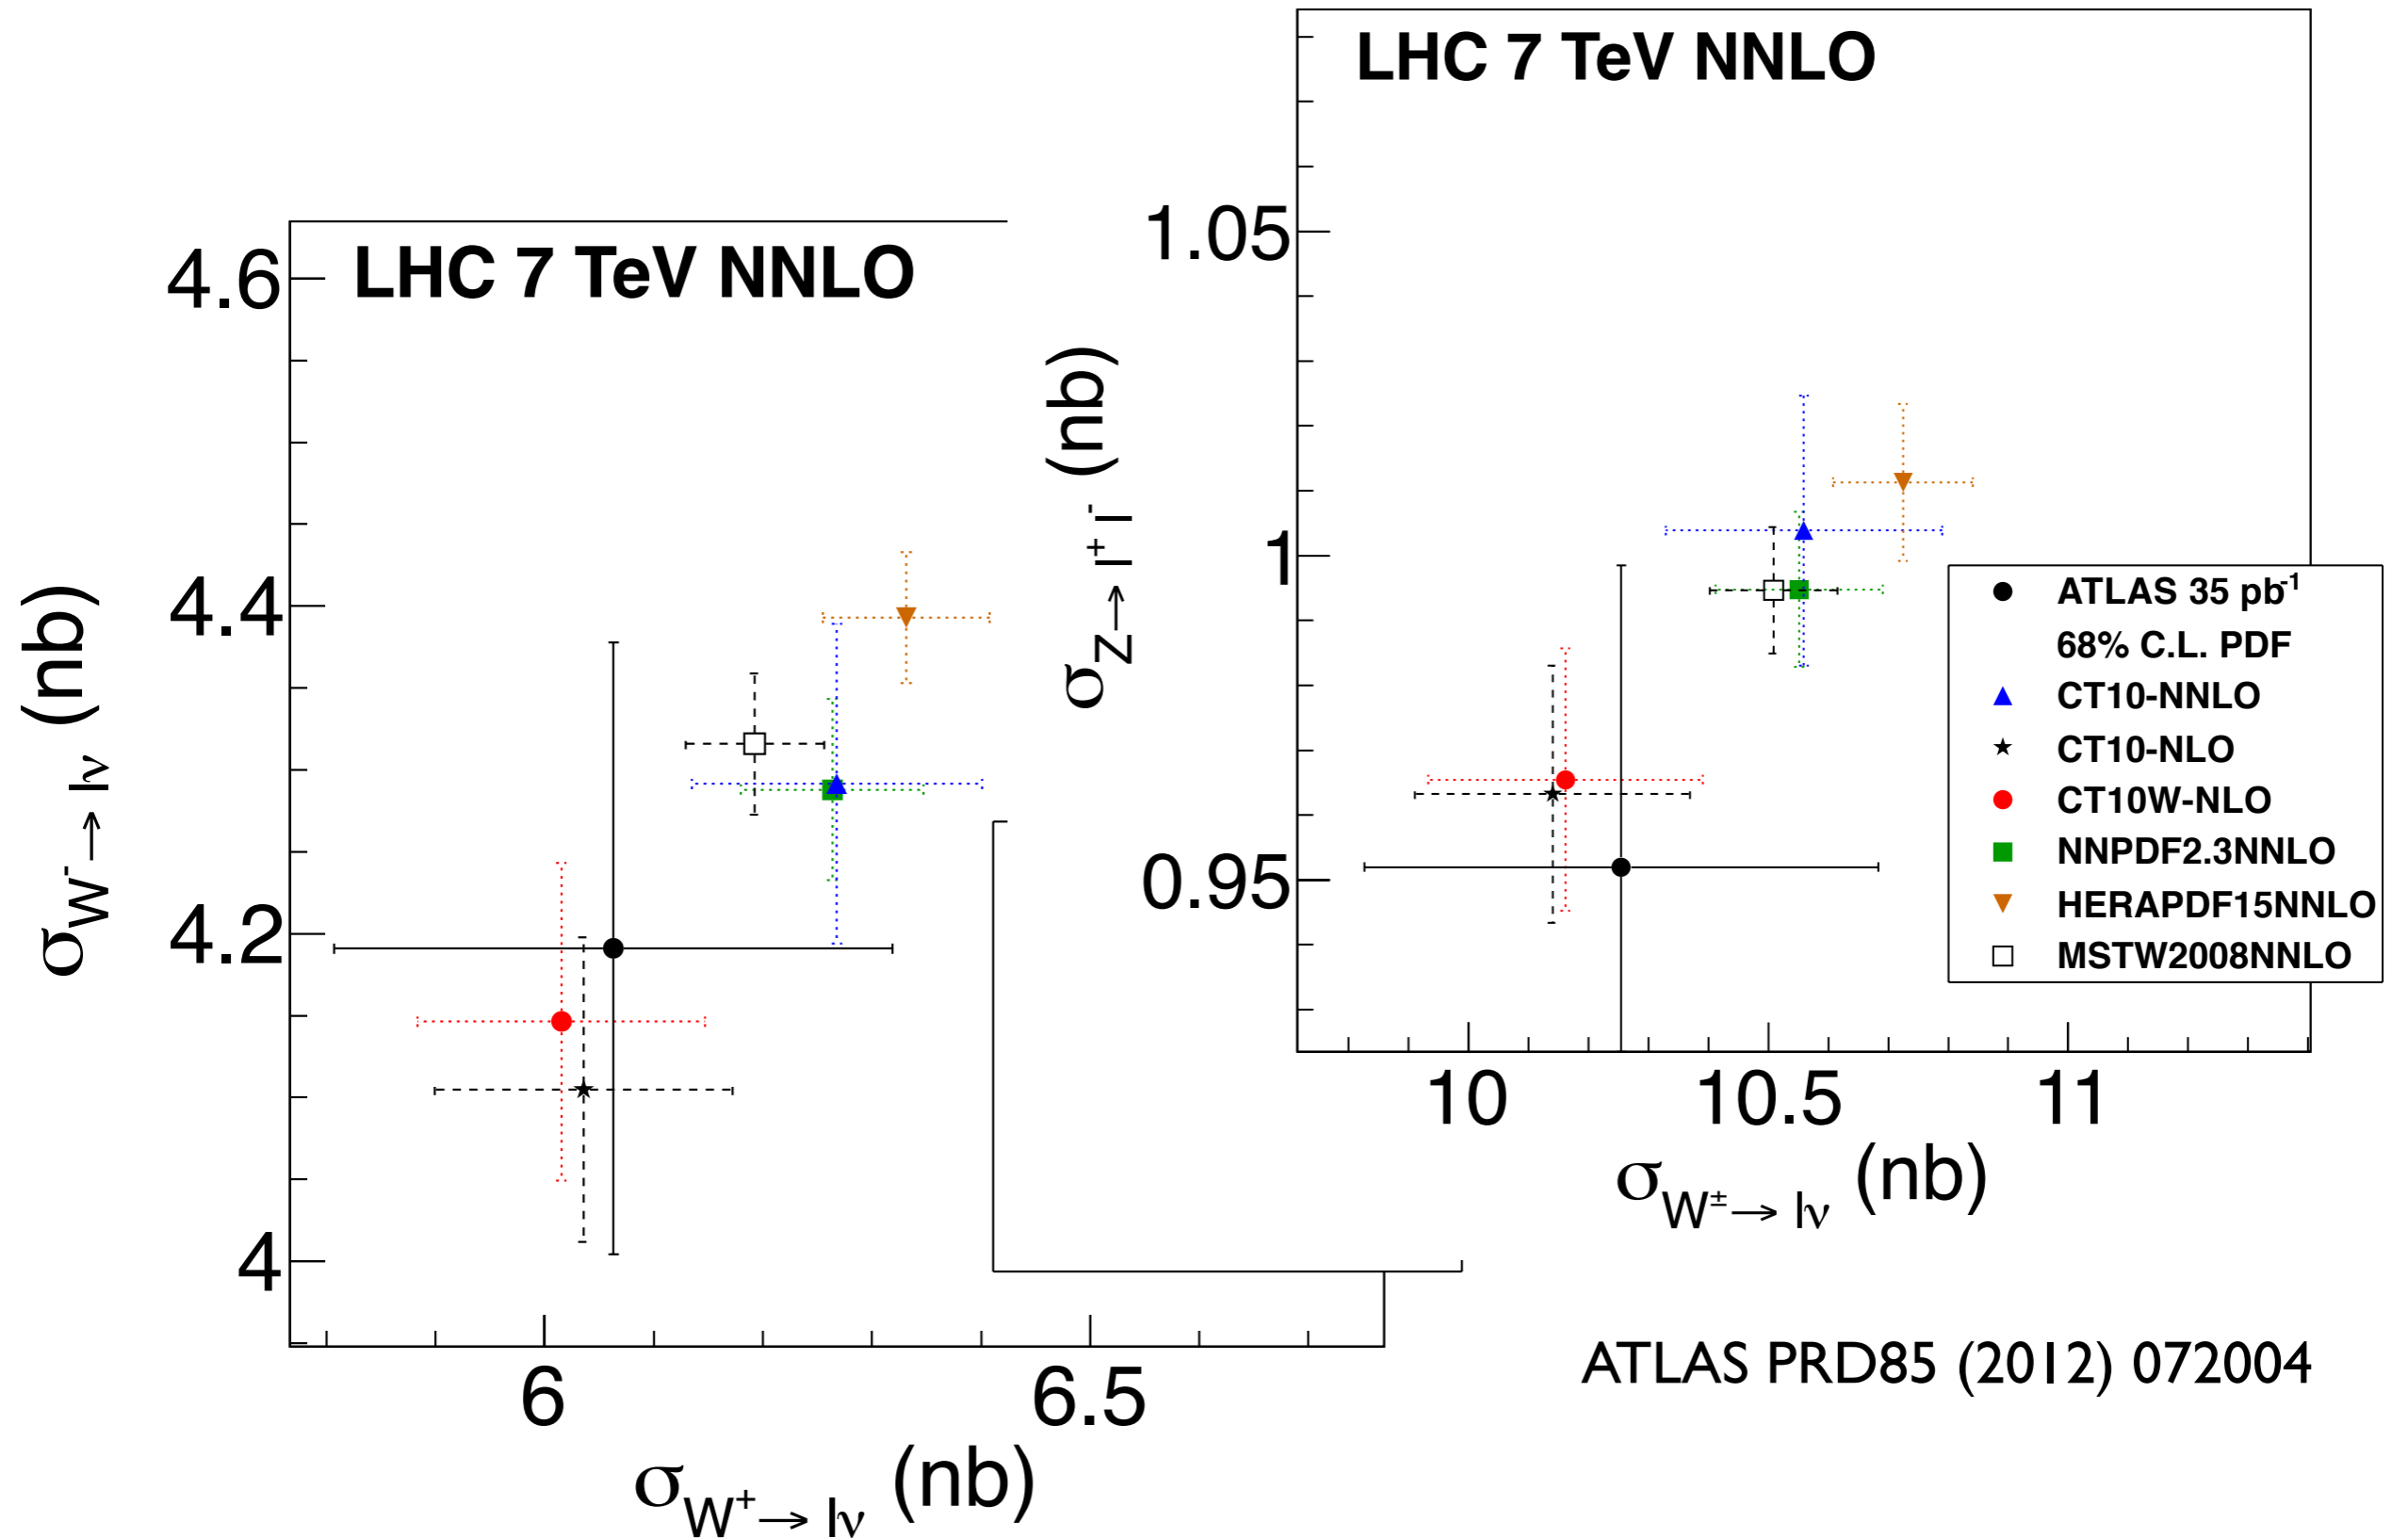 LHC 7 TeV NNLO
4.6
4.4
4.2
4
σW⁻→ lν (nb)
6
6.5
σW⁺→ lν (nb)
LHC 7 TeV NNLO
1.05
1
0.95
σZ→ l⁺ l⁻ (nb)
10
10.5
11
σW±→ lν (nb)
ATLAS 35 pb⁻¹
68% C.L. PDF
CT10-NNLO
CT10-NLO
CT10W-NLO
NNPDF2.3NNLO
HERAPDF15NNLO
MSTW2008NNLO
ATLAS PRD85 (2012) 072004